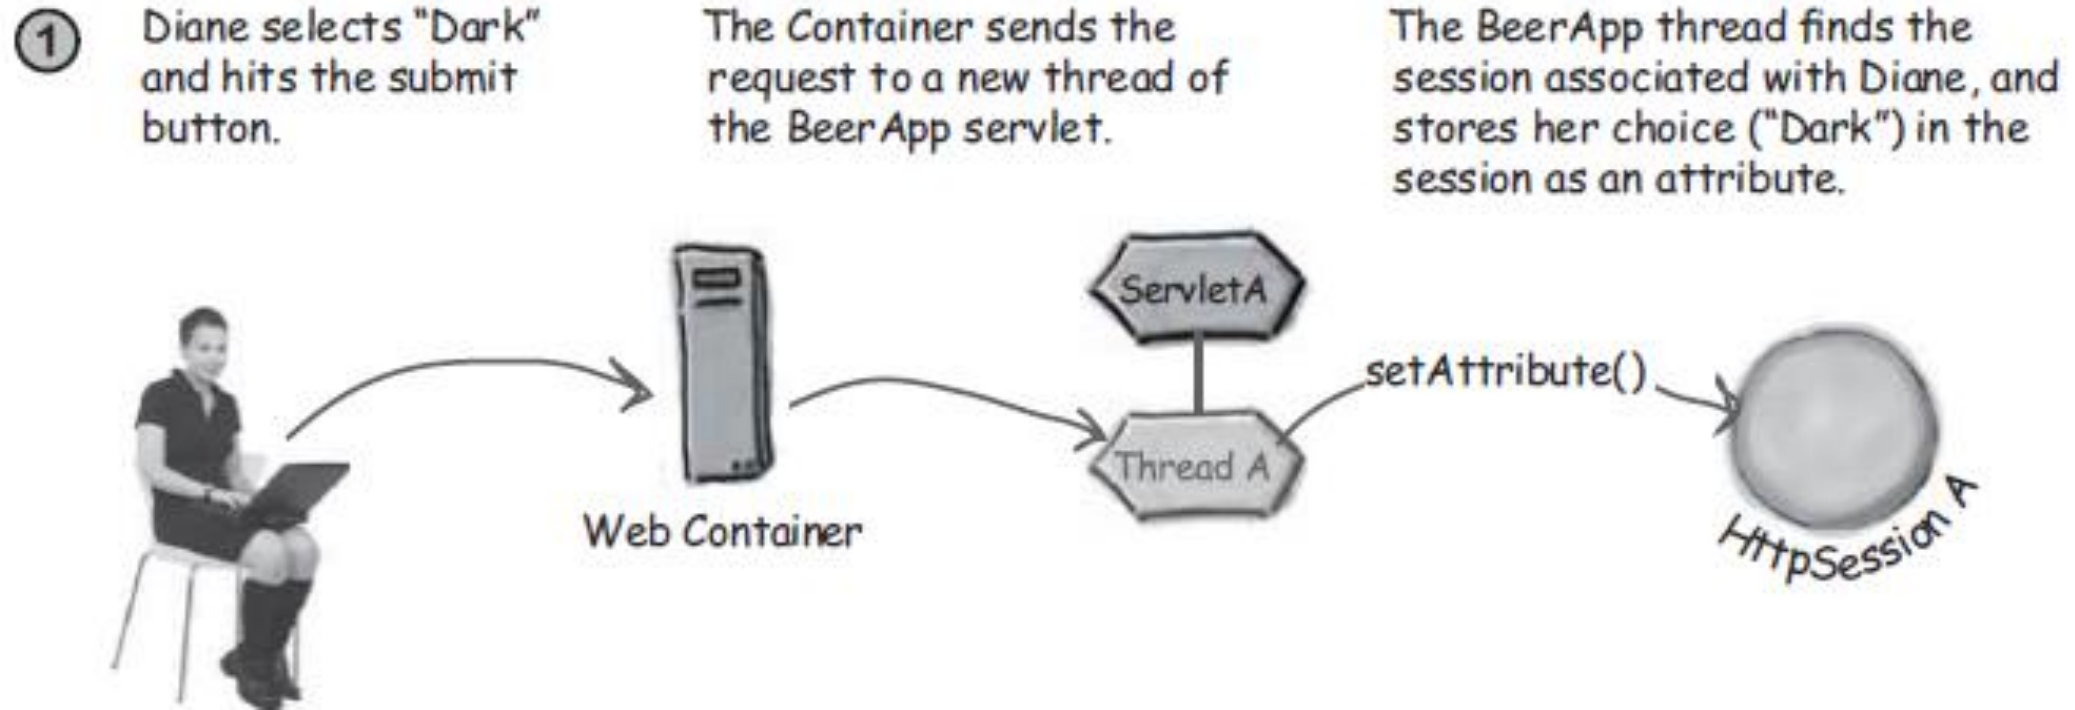 1
Diane selects “Dark”
and hits the submit
button.
The Container sends the
request to a new thread of
the BeerApp servlet.
The BeerApp thread finds the
session associated with Diane, and
stores her choice (“Dark”) in the
session as an attribute.
ServletA
setAttribute()
Thread A
Web Container
HttpSession A